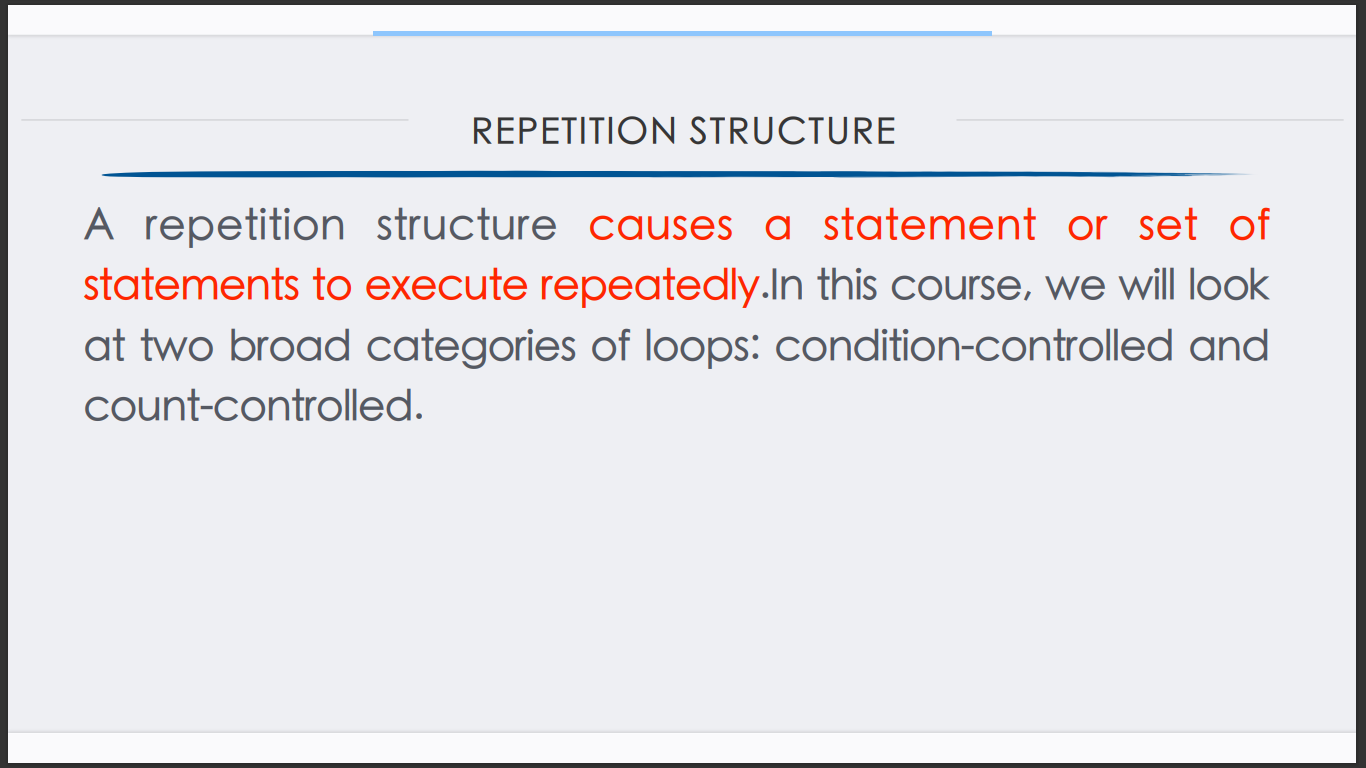 REPETITION STRUCTURE
A repetition structure causes a statement or set of
statements to execute repeatedly.In this course, we will look
at two broad categories of loops: condition-controlled and
count-controlled.